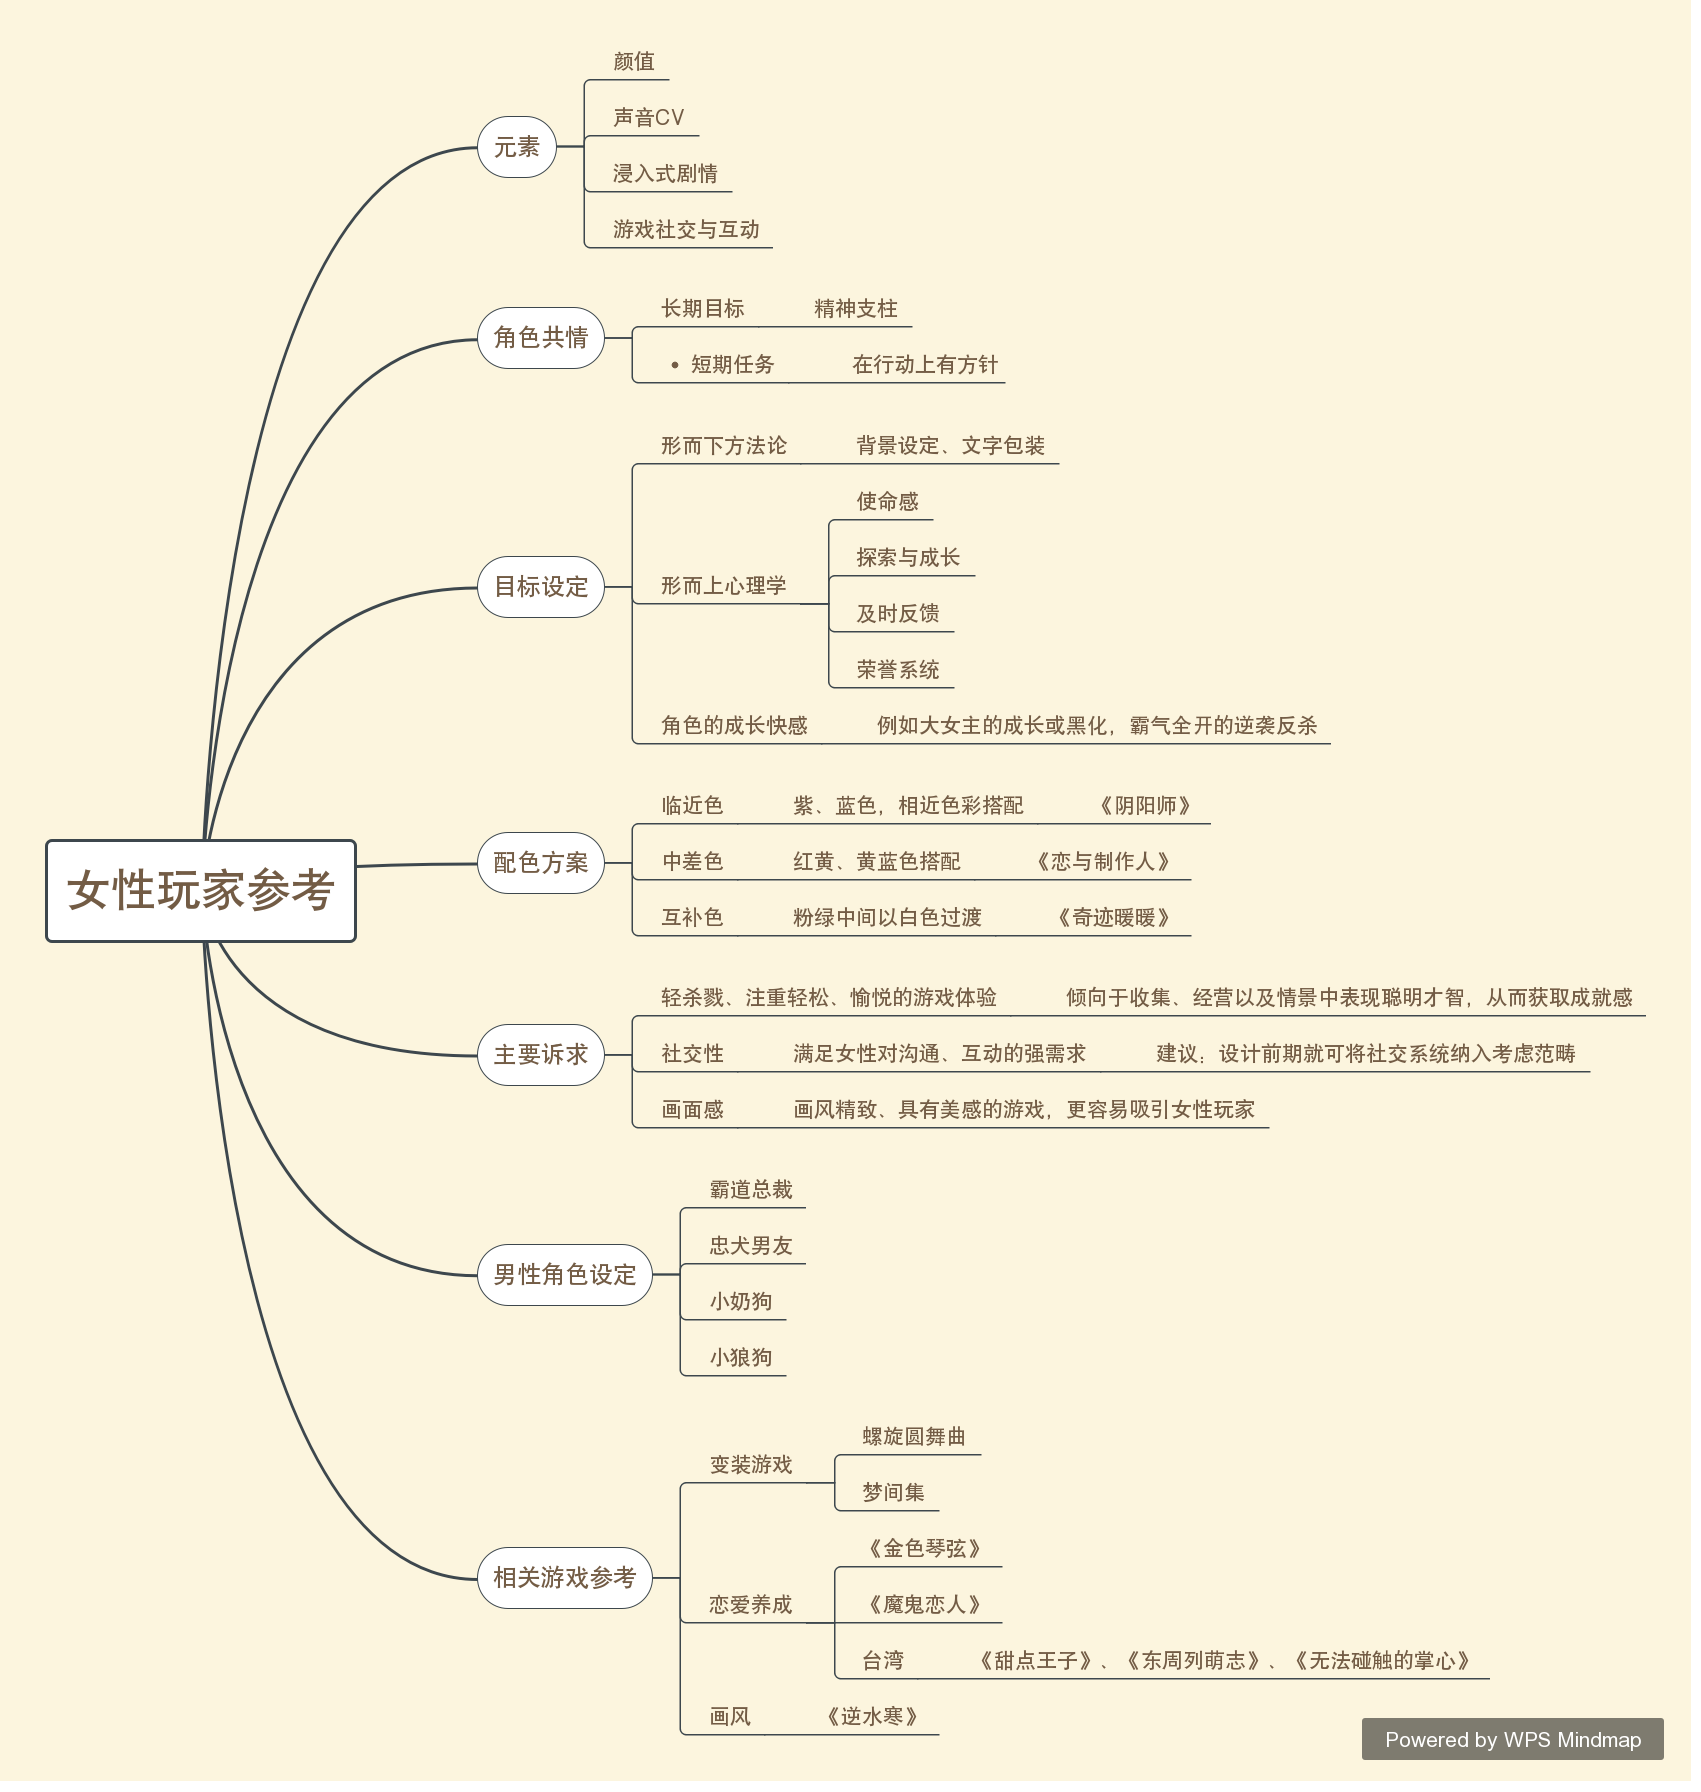 女性玩家参考
元素
颜值
声音CV
浸入式剧情
游戏社交与互动
角色共情
长期目标
精神支柱
• 短期任务
在行动上有方针
目标设定
形而下方法论
背景设定、文字包装
形而上心理学
使命感
探索与成长
及时反馈
荣誉系统
角色的成长快感
例如大女主的成长或黑化，霸气全开的逆袭反杀
配色方案
临近色
紫、蓝色，相近色彩搭配
《阴阳师》
中差色
红黄、黄蓝色搭配
《恋与制作人》
互补色
粉绿中间以白色过渡
《奇迹暖暖》
主要诉求
轻杀戮、注重轻松、愉悦的游戏体验
倾向于收集、经营以及情景中表现聪明才智，从而获取成就感
社交性
满足女性对沟通、互动的强需求
建议：设计前期就可将社交系统纳入考虑范畴
画面感
画风精致、具有美感的游戏，更容易吸引女性玩家
男性角色设定
霸道总裁
忠犬男友
小奶狗
小狼狗
相关游戏参考
变装游戏
螺旋圆舞曲
梦间集
恋爱养成
《金色琴弦》
《魔鬼恋人》
台湾
《甜点王子》、《东周列萌志》、《无法碰触的掌心》
画风
《逆水寒》
Powered by WPS Mindmap